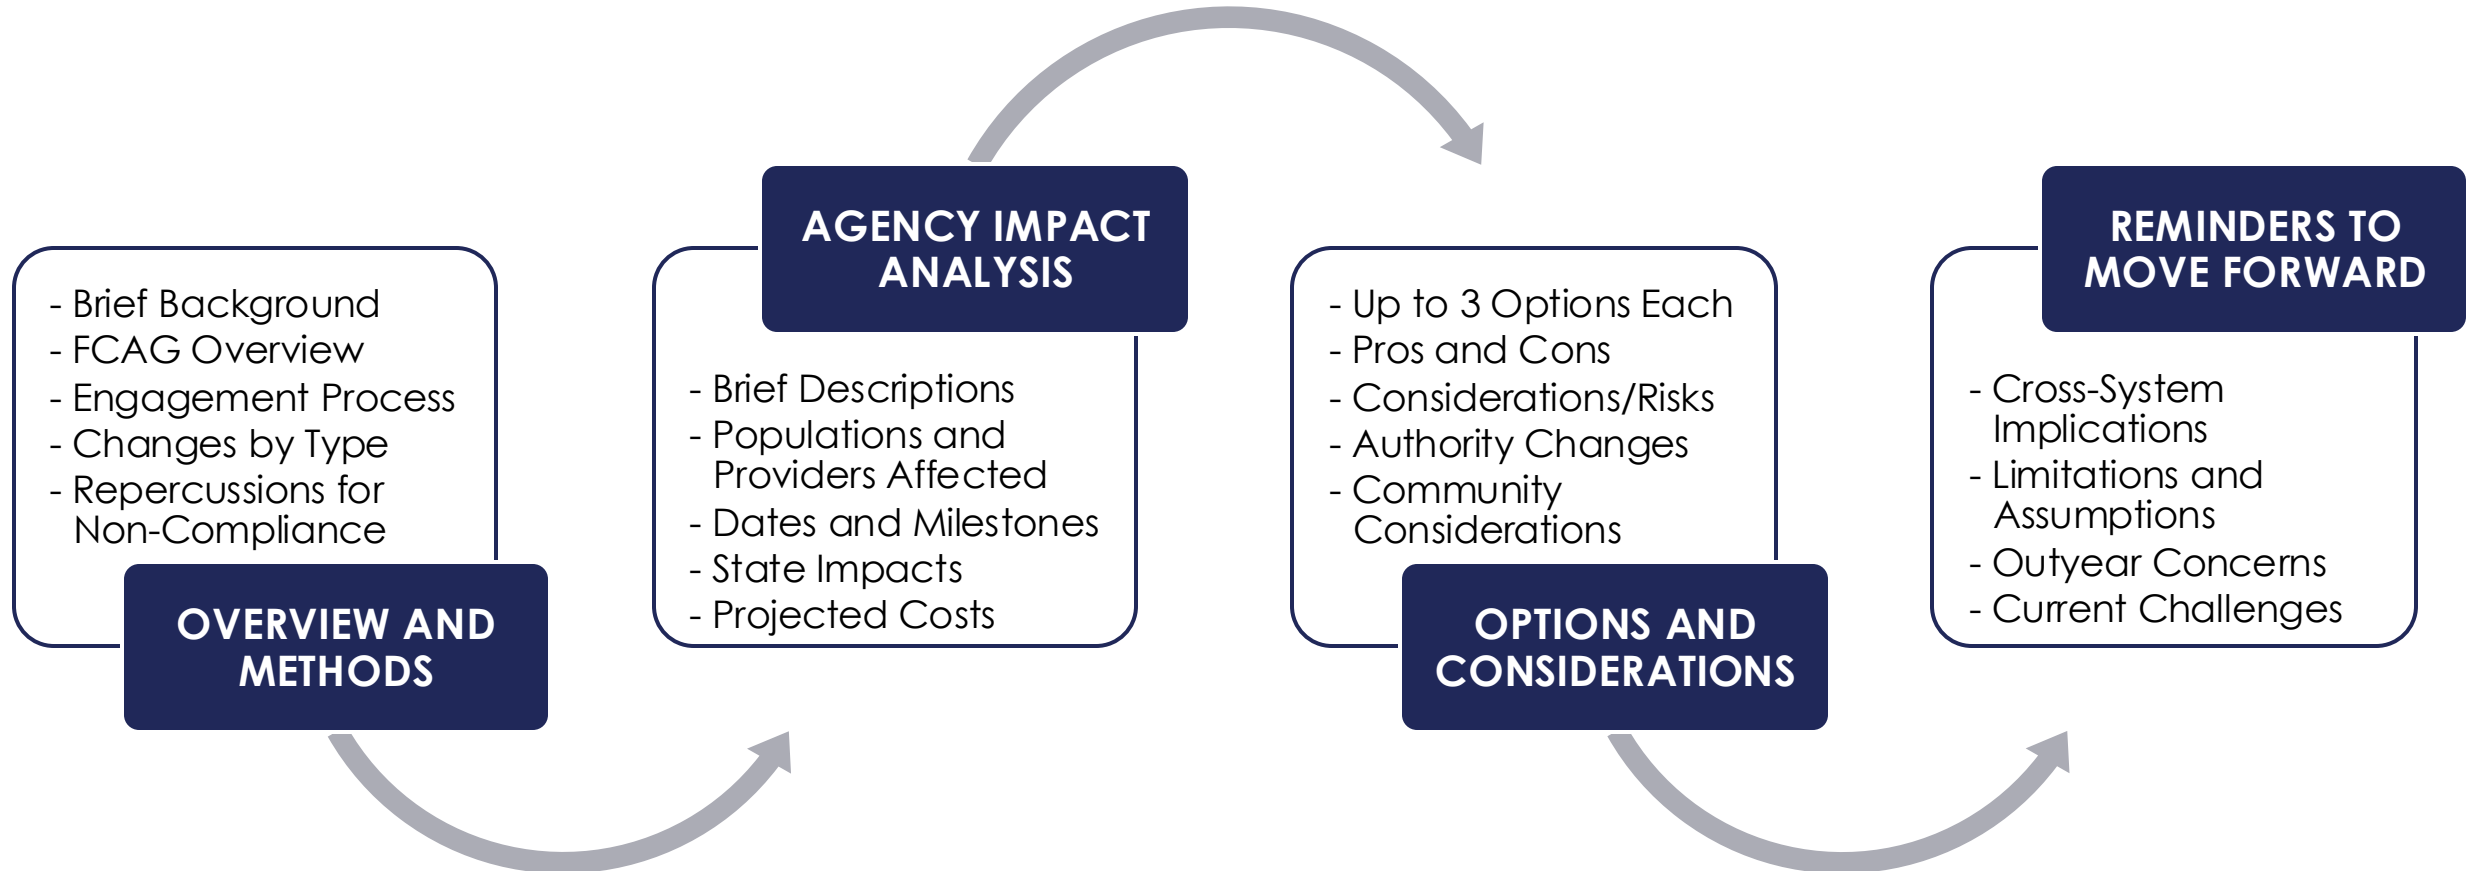 - Brief Background
- FCAG Overview
- Engagement Process
- Changes by Type
- Repercussions for
Non-Compliance
OVERVIEW AND
METHODS
AGENCY IMPACT
ANALYSIS
- Brief Descriptions
- Populations and
Providers Affected
- Dates and Milestones
- State Impacts
- Projected Costs
- Up to 3 Options Each
- Pros and Cons
- Considerations/Risks
- Authority Changes
- Community
Considerations
OPTIONS AND
CONSIDERATIONS
REMINDERS TO
MOVE FORWARD
- Cross-System
Implications
- Limitations and
Assumptions
- Outyear Concerns
- Current Challenges